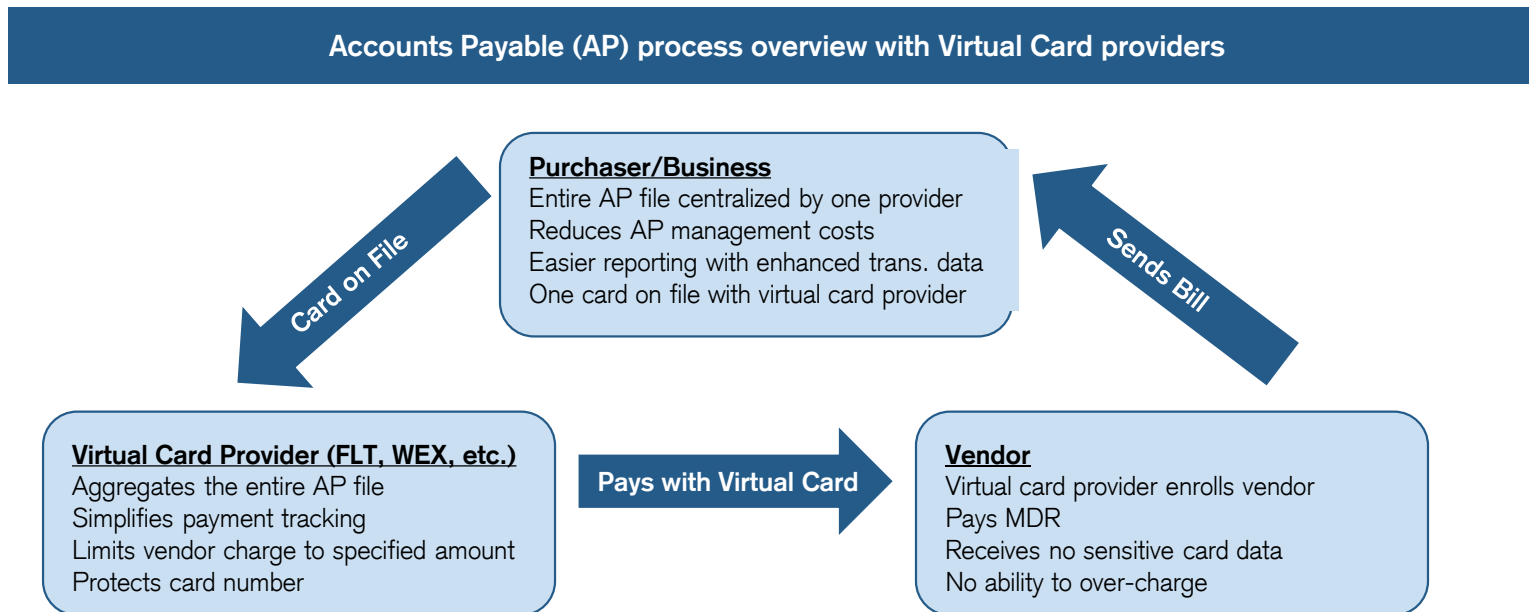 Accounts Payable (AP) process overview with Virtual Card providers
Purchaser/Business
Entire AP file centralized by one provider
Reduces AP management costs
Easier reporting with enhanced trans. data
One card on file with virtual card provider
Card on File
Sends Bill
Virtual Card Provider (FLT, WEX, etc.)
Aggregates the entire AP file
Simplifies payment tracking
Limits vendor charge to specified amount
Protects card number
Pays with Virtual Card
Vendor
Virtual card provider enrolls vendor
Pays MDR
Receives no sensitive card data
No ability to over-charge